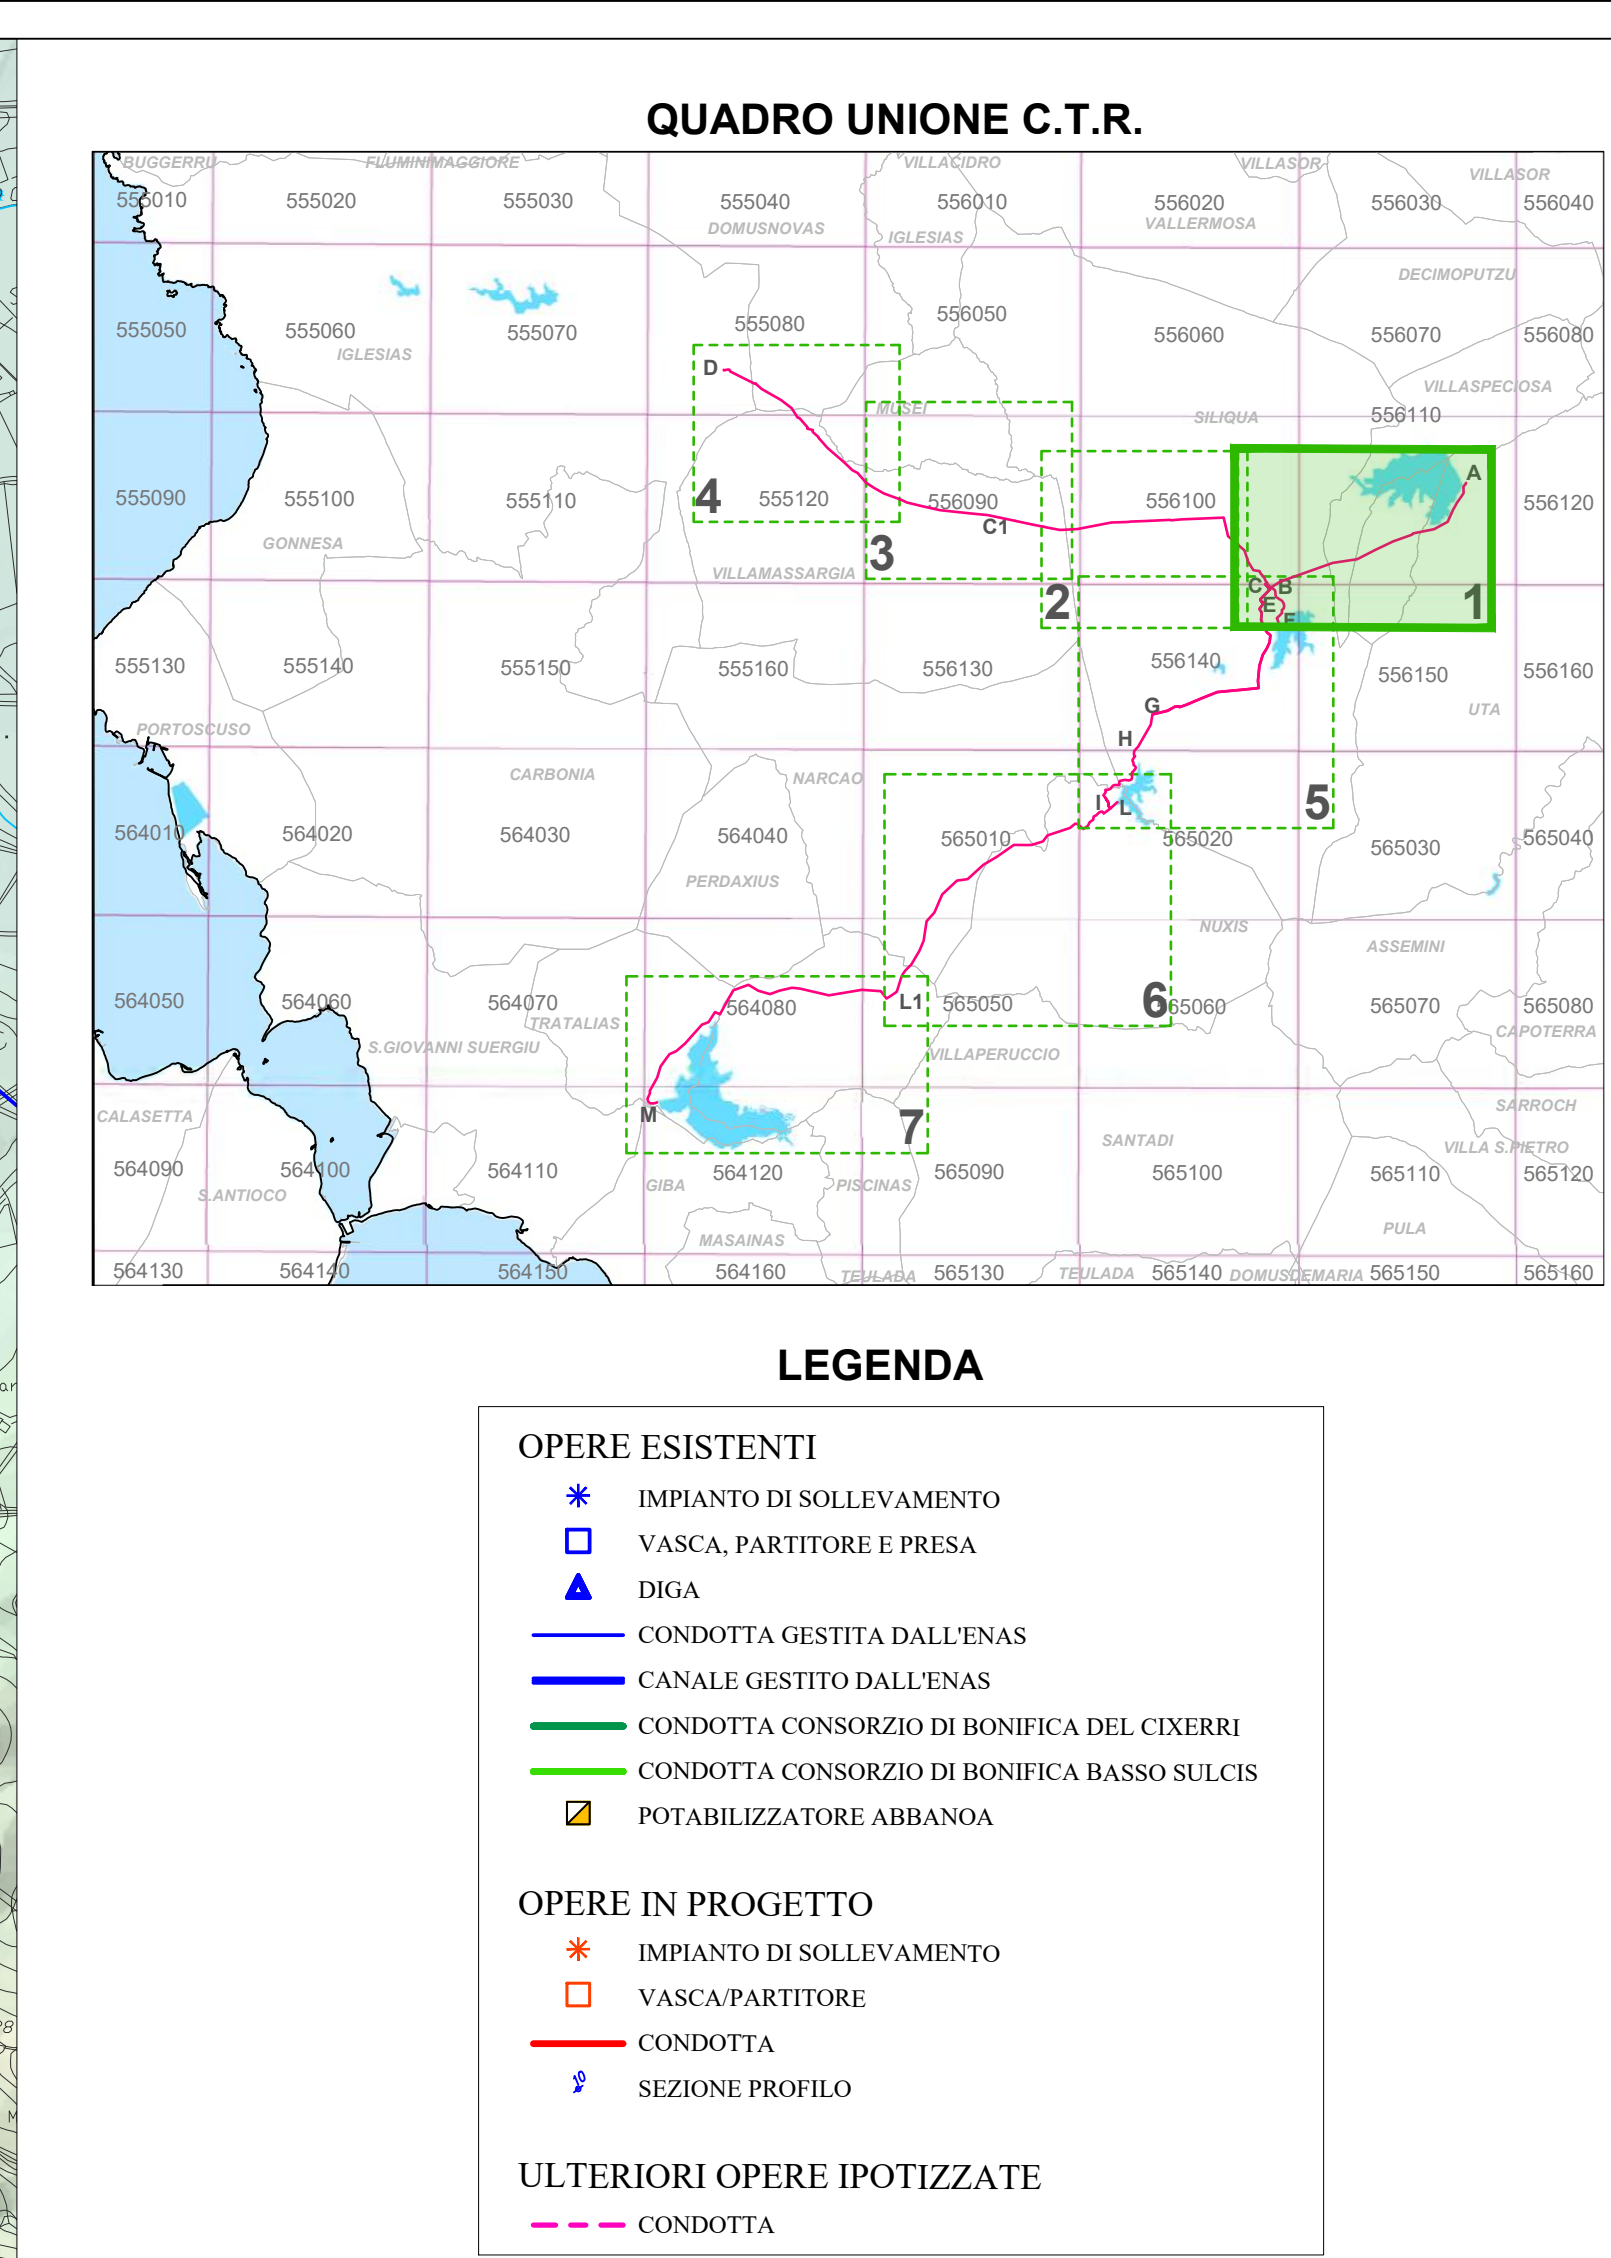 QUADRO UNIONE C.T.R.
BUGGERRU FLUMINIMAGGIORE VILLACIDRO VILLASOR VILLASOR
555010 555020 555030 555040 556010 556020 556030 556040
DOMUSNOVAS IGLESIAS VALLERMOSA
DECIMOPUTZU
555050 555060 555070 555080 556050 556060 556070 556080
IGLESIAS
D
MUSEI SILIQUA VILLASPECIOSA
556110
A
555090 555100 555110 4 555120 556090 556100 556120
C1
GONNESA 3
VILLAMASSARGIA
2 C B 1
E
F
555130 555140 555150 555160 556130 556140 556150 556160
G UTA
PORTOSCUSO H
CARBONIA NARCAO
I L 5
564010 564020 564030 564040 565010 565020 565030 565040
PERDAXIUS
NUXIS ASSEMINI
564050 564060 564070 564080 L1 565050 6 565060 565070 565080
TRATALIAS CAPOTERRA
S.GIOVANNI SUERGIU VILLAPERUCCIO
CALASETTA M 7 SARROCH
SANTADI VILLA S.PIETRO
564090 564100 564110 564120 565090 565100 565110 565120
S.ANTIOCO GIBA PISCINAS
MASAINAS PULA
564130 564140 564150 564160 TEULADA 565130 TEULADA 565140 DOMUSDEMARIA 565150 565160
LEGENDA
OPERE ESISTENTI
IMPIANTO DI SOLLEVAMENTO
VASCA, PARTITORE E PRESA
DIGA
CONDOTTA GESTITA DALL'ENAS
CANALE GESTITO DALL'ENAS
CONDOTTA CONSORZIO DI BONIFICA DEL CIXERRI
CONDOTTA CONSORZIO DI BONIFICA BASSO SULCIS
POTABILIZZATORE ABBANOA
OPERE IN PROGETTO
IMPIANTO DI SOLLEVAMENTO
VASCA/PARTITORE
CONDOTTA
10 SEZIONE PROFILO
ULTERIORI OPERE IPOTIZZATE
CONDOTTA